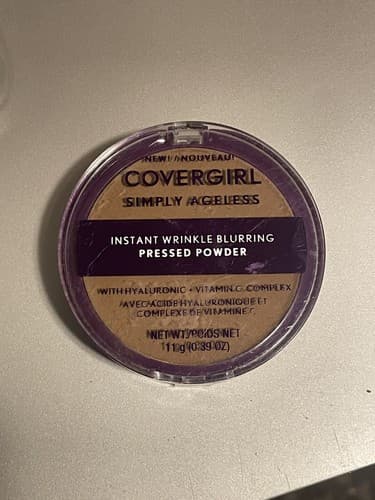 NEW! / NOUVEAU!
COVERGIRL
SIMPLY AGELESS
INSTANT WRINKLE BLURRING
PRESSED POWDER
WITH HYALURONIC + VITAMIN C COMPLEX
AVEC ACIDE HYALURONIQUE ET
COMPLEXE DE VITAMINE C
NET WT/POIDS NET
11 g (0.39 OZ)